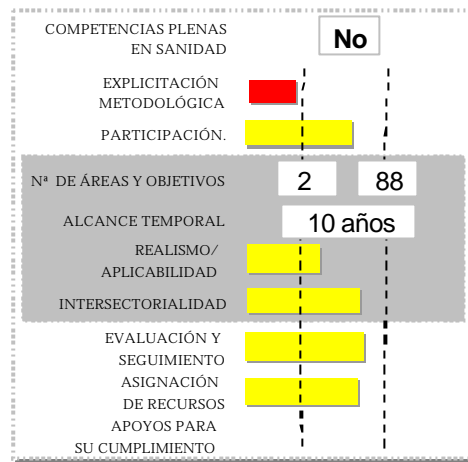 COMPETENCIAS PLENAS
EN SANIDAD
No
EXPLICITACIÓN
METODOLÓGICA
PARTICIPACIÓN.
Nª DE ÁREAS Y OBJETIVOS
2
88
ALCANCE TEMPORAL
10 años
REALISMO/
APLICABILIDAD
INTERSECTORIALIDAD
EVALUACIÓN Y
SEGUIMIENTO
ASIGNACIÓN
DE RECURSOS
APOYOS PARA
SU CUMPLIMIENTO